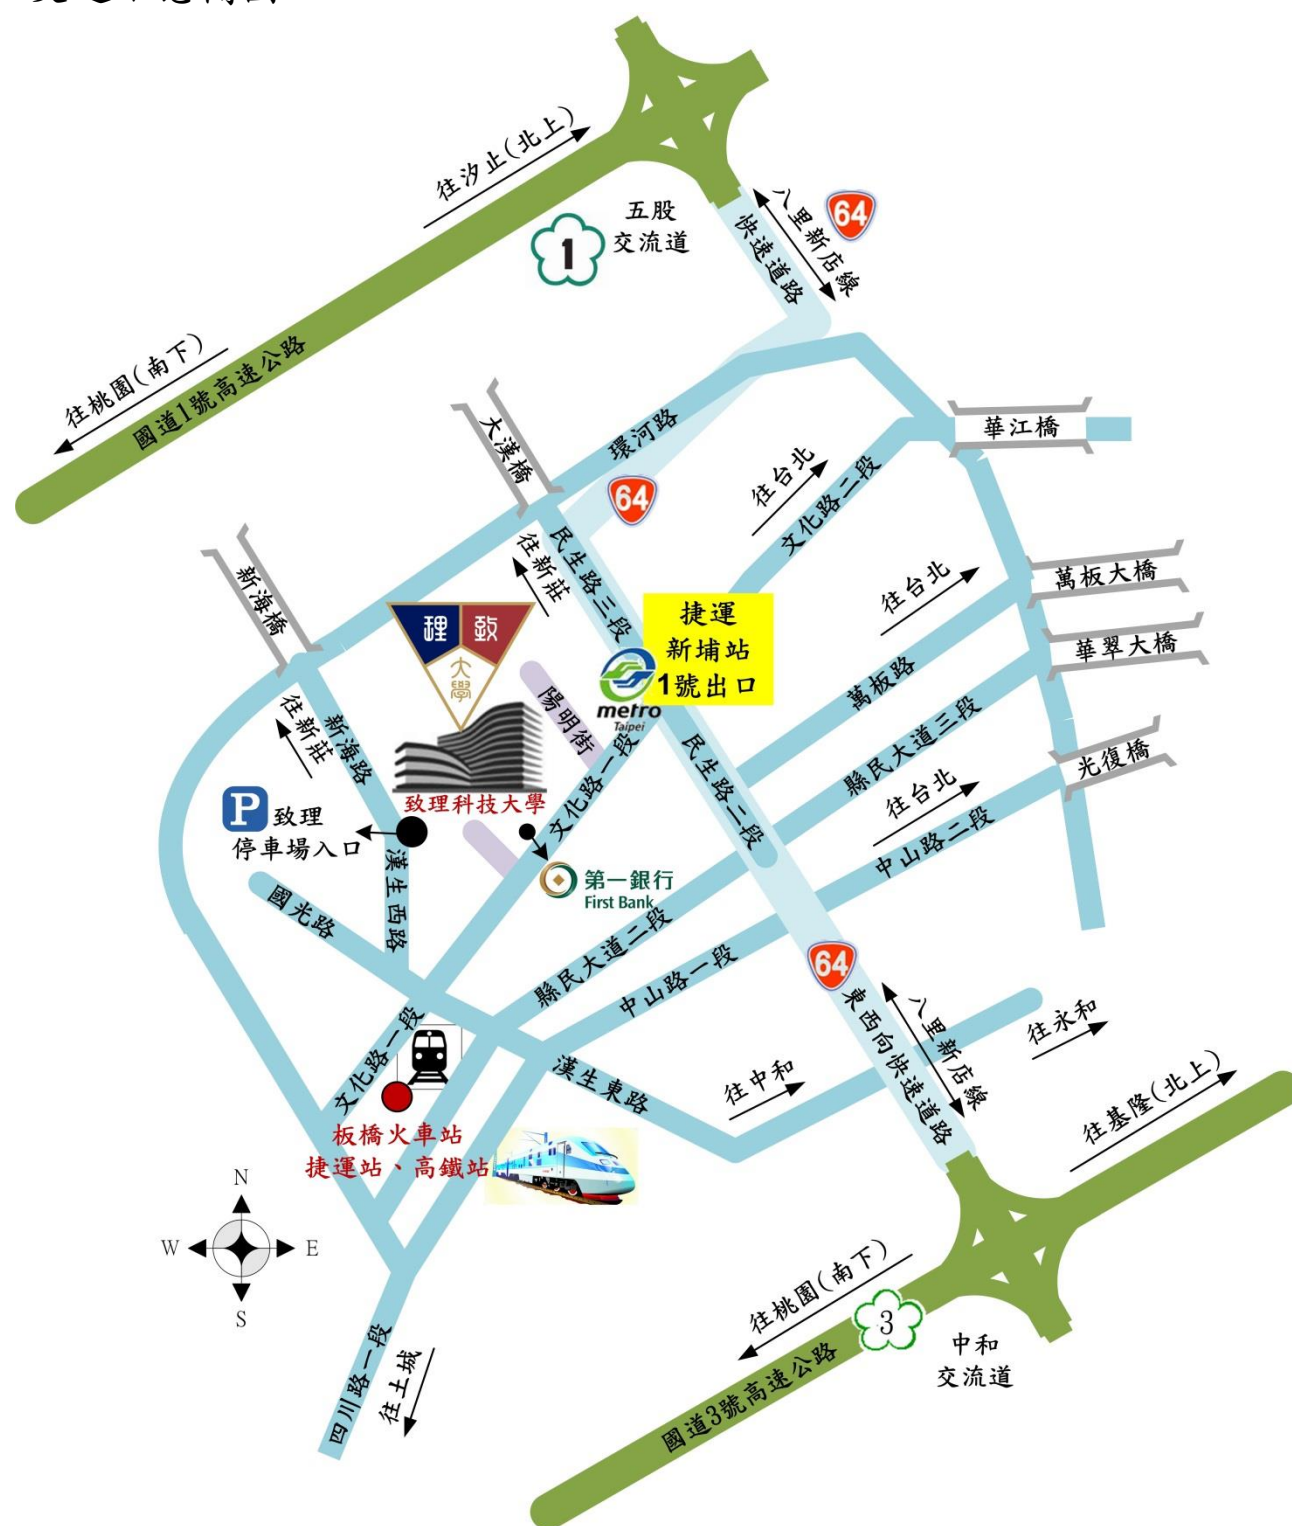 往汐止(北上)
64
八里新店線
五股
交流道
1
快速道路
往桃園(南下)
國道1號高速公路
大漢橋
環河路
華江橋
往台北
文化路二段
64
新海橋
往新莊
民生路三段
往台北
萬板大橋
捷運
新埔站
1號出口
華翠大橋
理 致
大學
metro
Taipei
陽明街
萬板路
往新莊
新海路
民生路二段
縣民大道三段
光復橋
P 致理
停車場入口
致理科技大學
文化路一段
往台北
中山路二段
第一銀行
First Bank
漢生西路
國光路
縣民大道二段
中山路一段
64
東西向快速道路
八里新店線
往永和
文化路一段
漢生東路
往中和
往基隆(北上)
板橋火車站
捷運站、高鐵站
N
W
E
S
往桃園(南下)
3
中和
交流道
國道3號高速公路
四川路一段
往土城